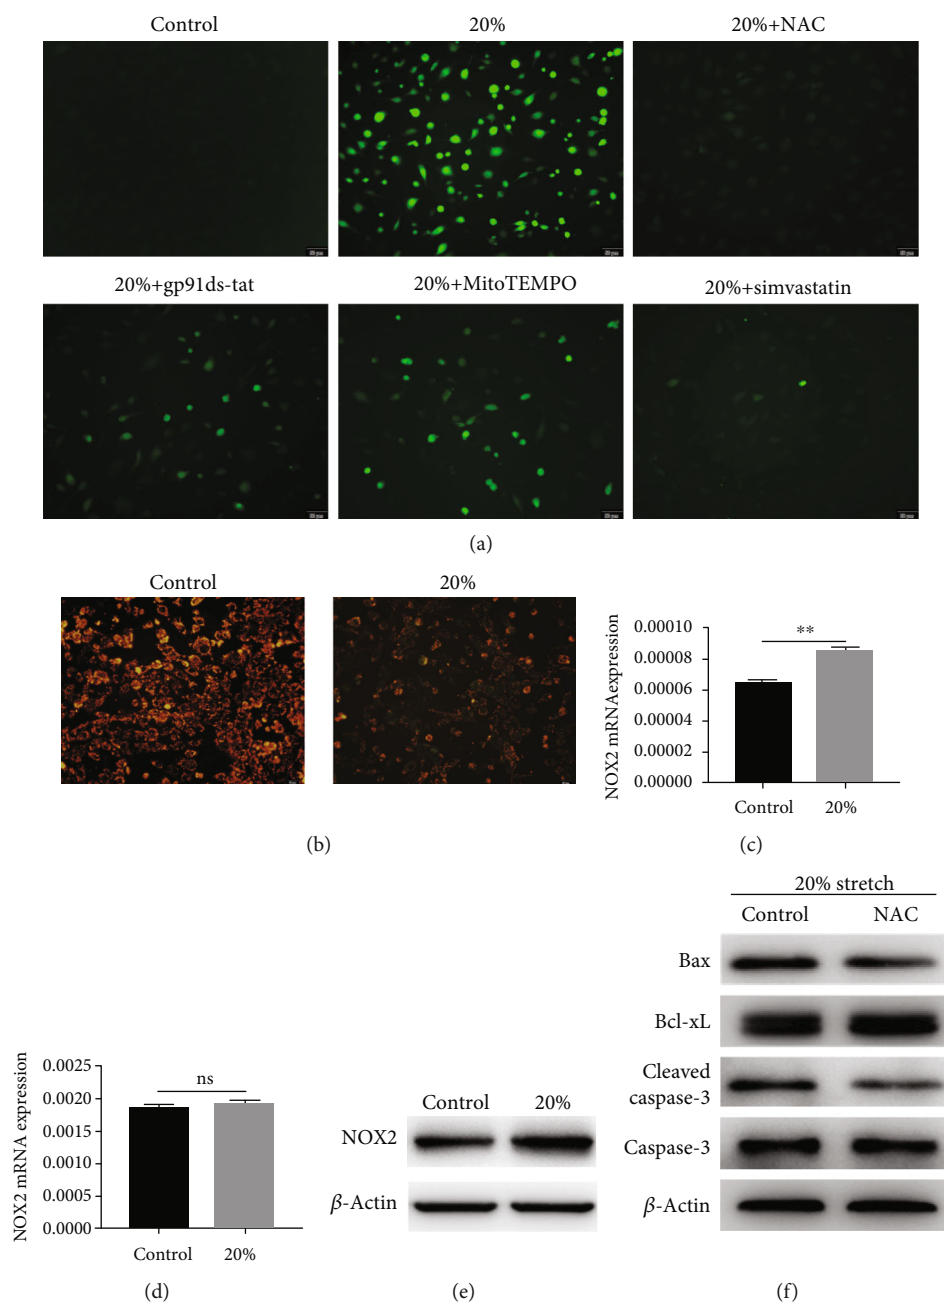 Control 20% 20%+NAC
20%+gp91ds-tat 20%+MitoTEMPO 20%+simvastatin
(a)
Control 20%
(b)
NOX2 mRNAexpression
0.00010
0.00008
0.00006
0.00004
0.00002
0.00000
**
Control 20%
(c)
NOX2 mRNA expression
0.0025
0.0020
0.0015
0.0010
0.0005
0.0000
ns
Control 20%
(d)
Control 20%
NOX2
β-Actin
(e)
20% stretch
Control NAC
Bax
Bcl-xL
Cleaved
caspase-3
Caspase-3
β-Actin
(f)